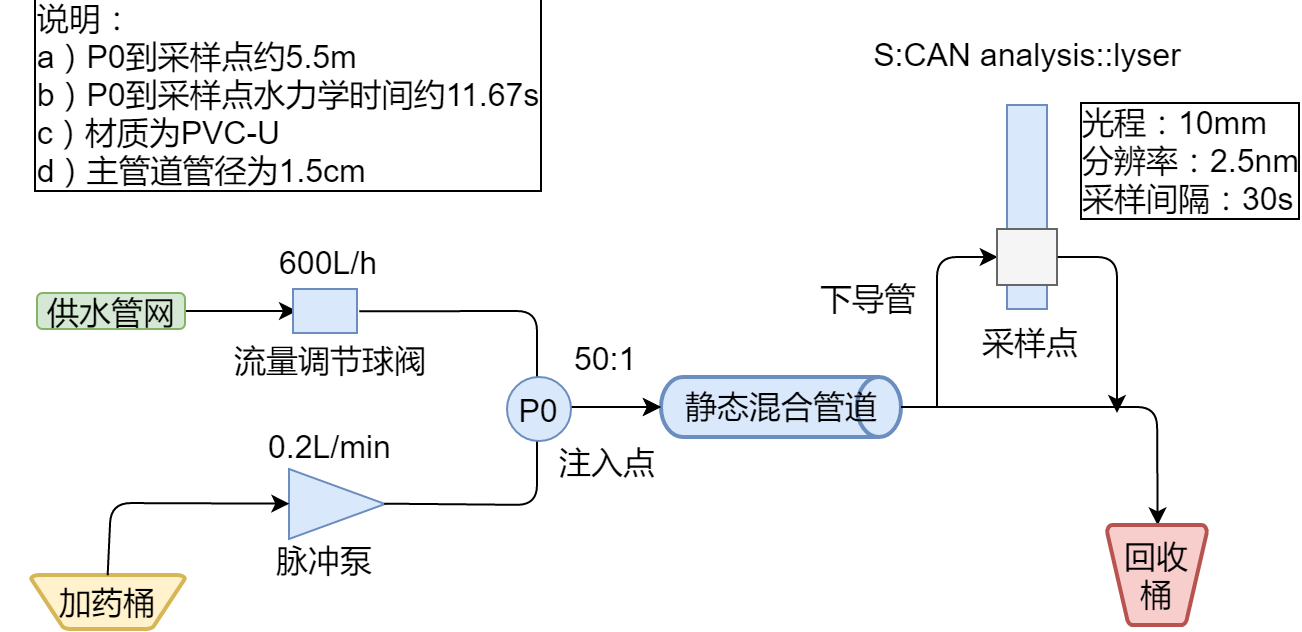 说明：
a）P0到采样点约5.5m
b）P0到采样点水力学时间约11.67s
c）材质为PVC-U
d）主管道管径为1.5cm
S:CAN analysis::lyser
光程：10mm
分辨率：2.5nm
采样间隔：30s
600L/h
供水管网
流量调节球阀
下导管
采样点
50:1
P0
静态混合管道
注入点
0.2L/min
脉冲泵
加药桶
回收
桶